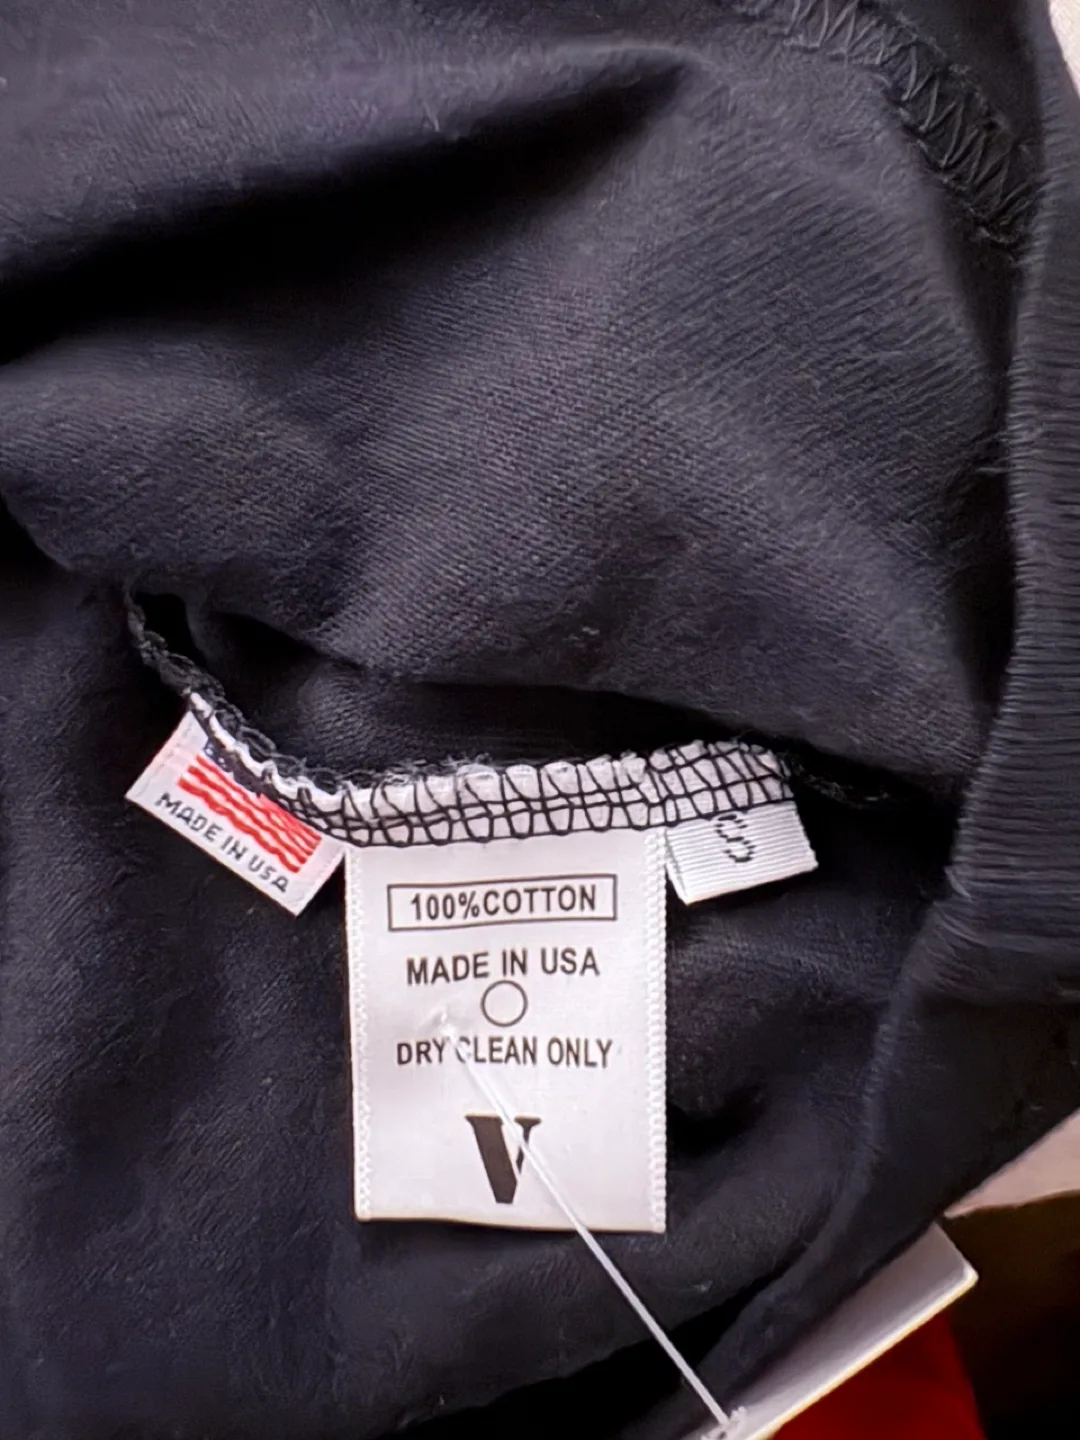 MADE IN USA
100%COTTON
MADE IN USA
DRY CLEAN ONLY
V